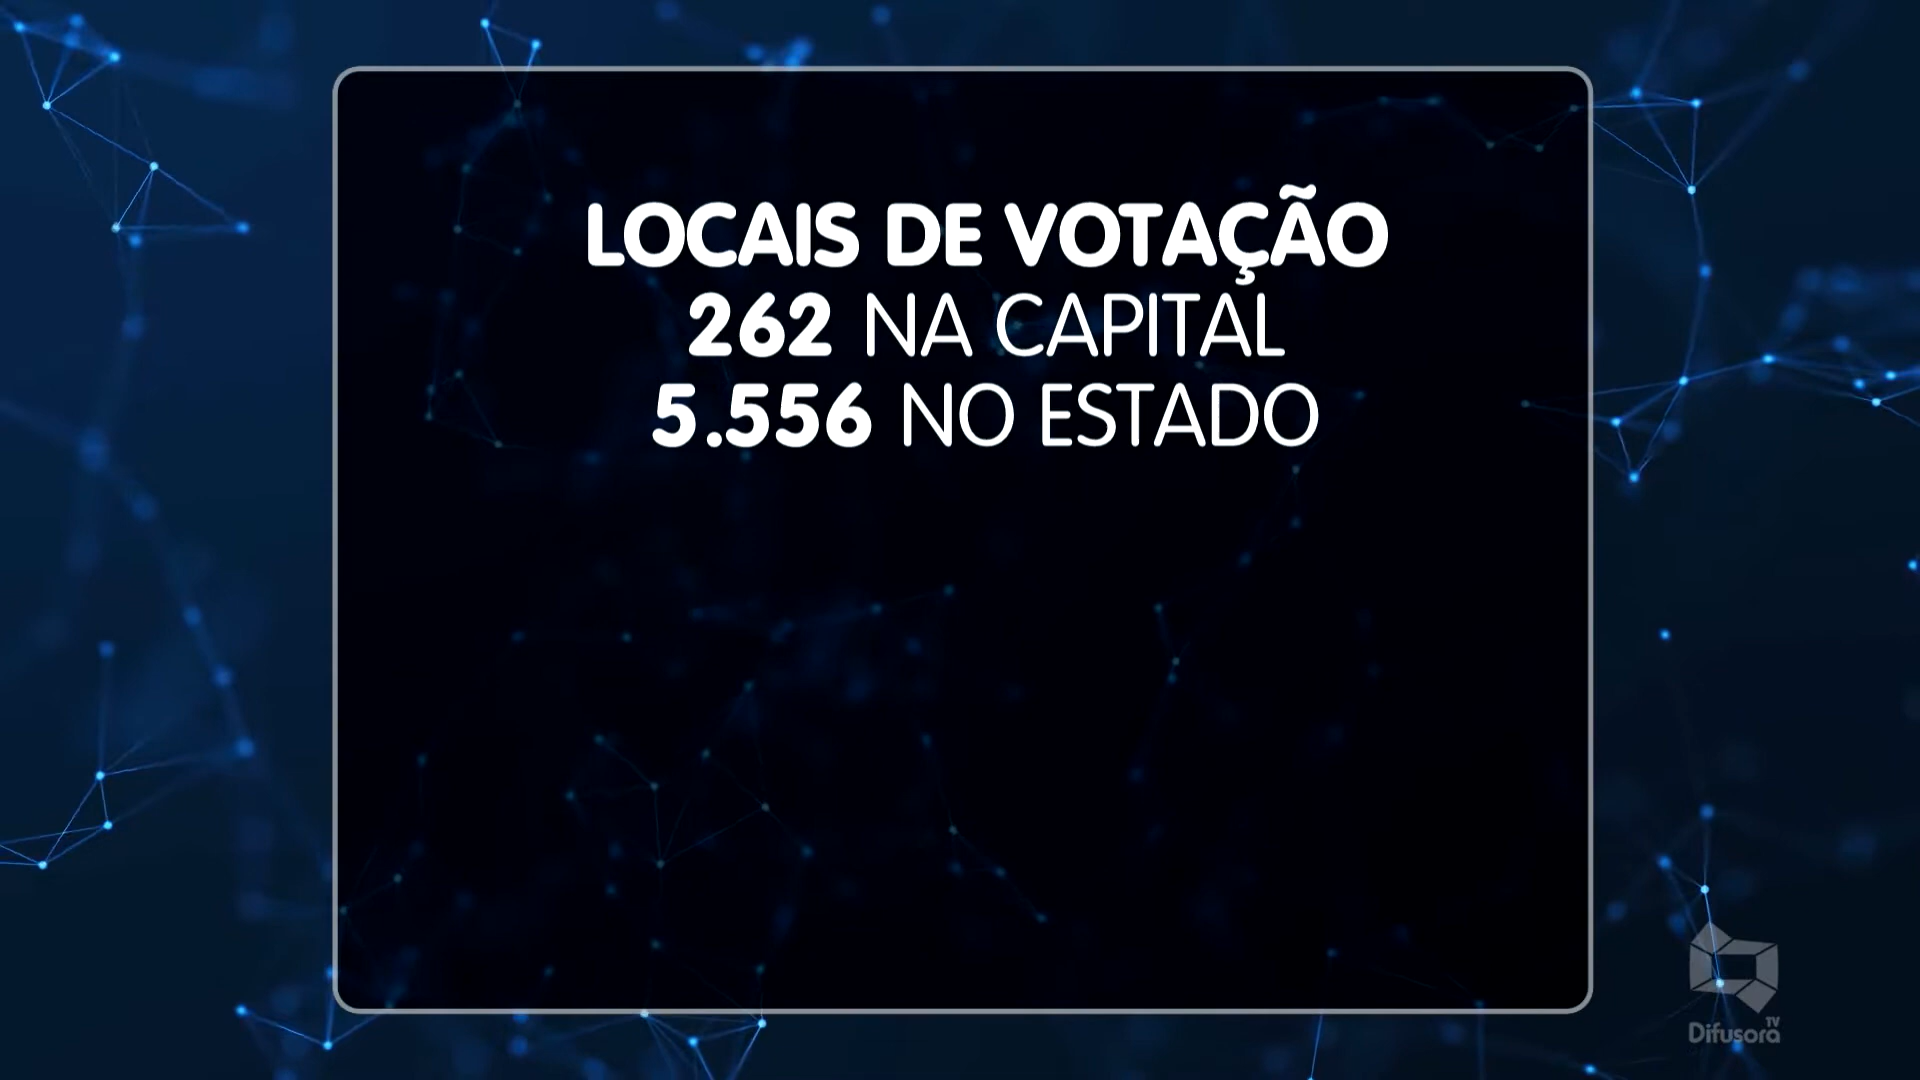 LOCAIS DE VOTAÇÃO
262 NA CAPITAL
5.556 NO ESTADO
TV
Difusora